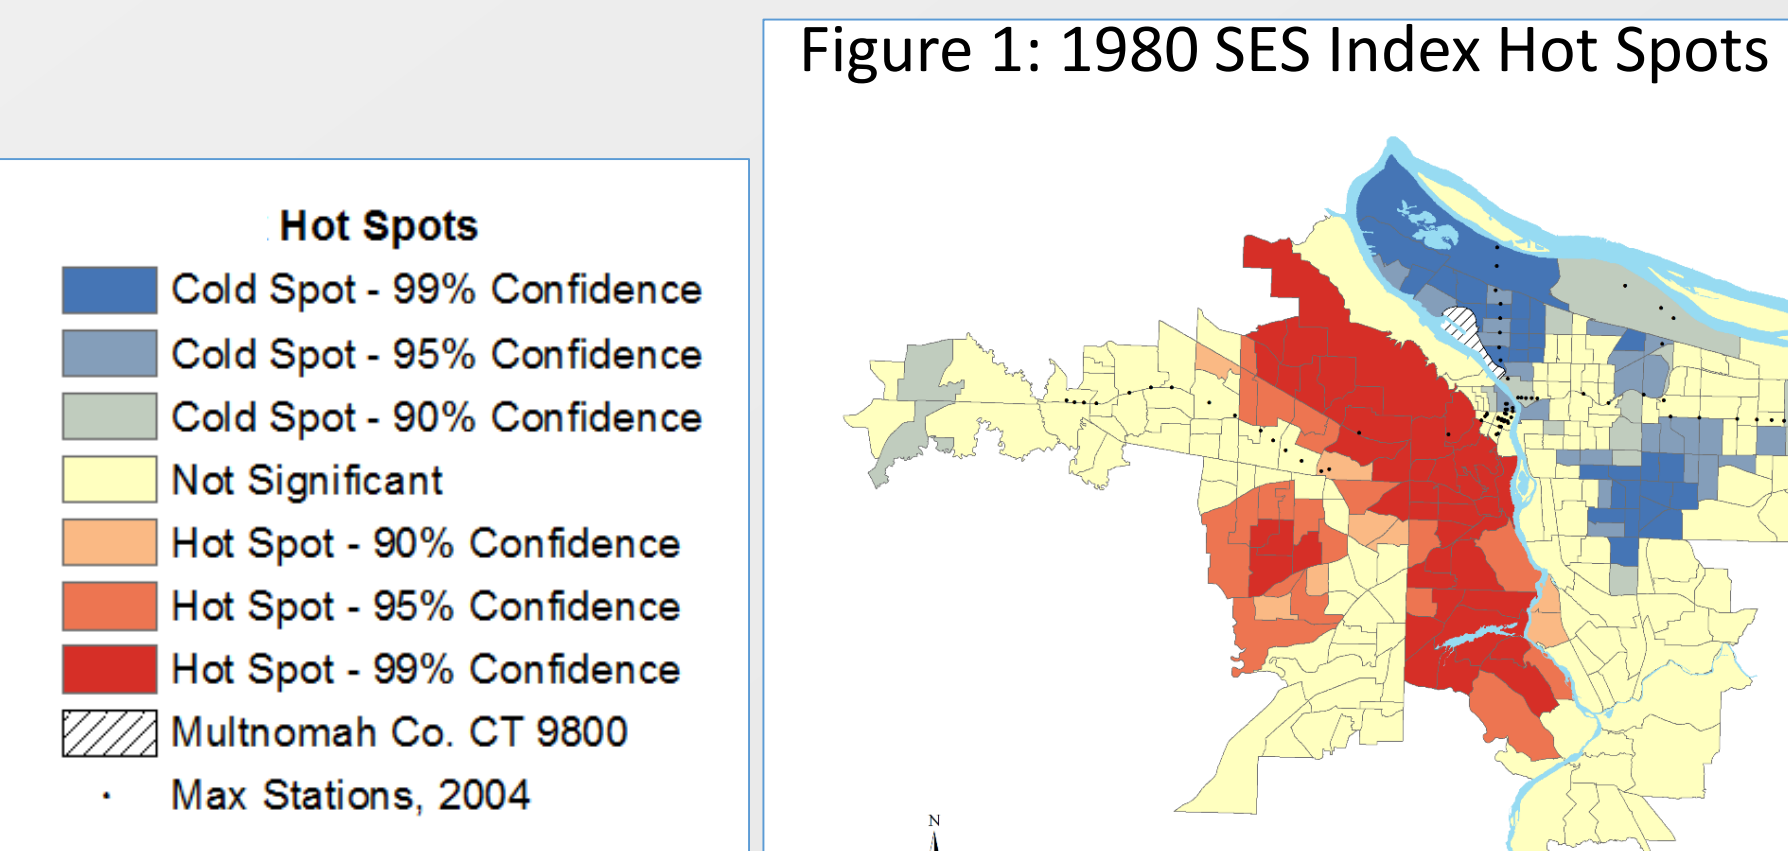 Figure 1: 1980 SES Index Hot Spots
Hot Spots
Cold Spot - 99% Confidence
Cold Spot - 95% Confidence
Cold Spot - 90% Confidence
Not Significant
Hot Spot - 90% Confidence
Hot Spot - 95% Confidence
Hot Spot - 99% Confidence
Multnomah Co. CT 9800
Max Stations, 2004
N